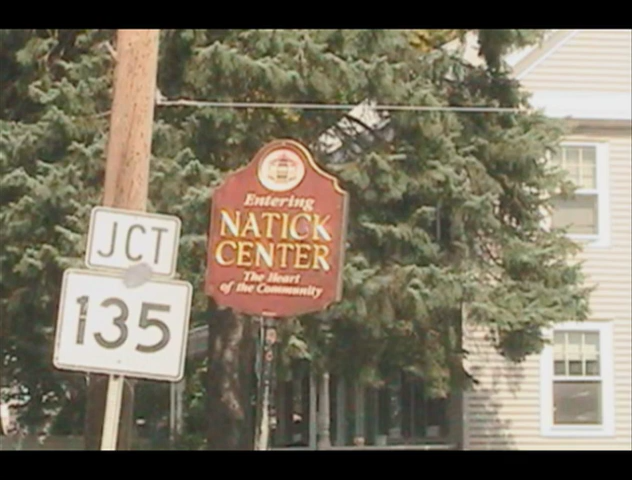 Entering
NATICK
CENTER
The Heart
of the Community
JCT
135